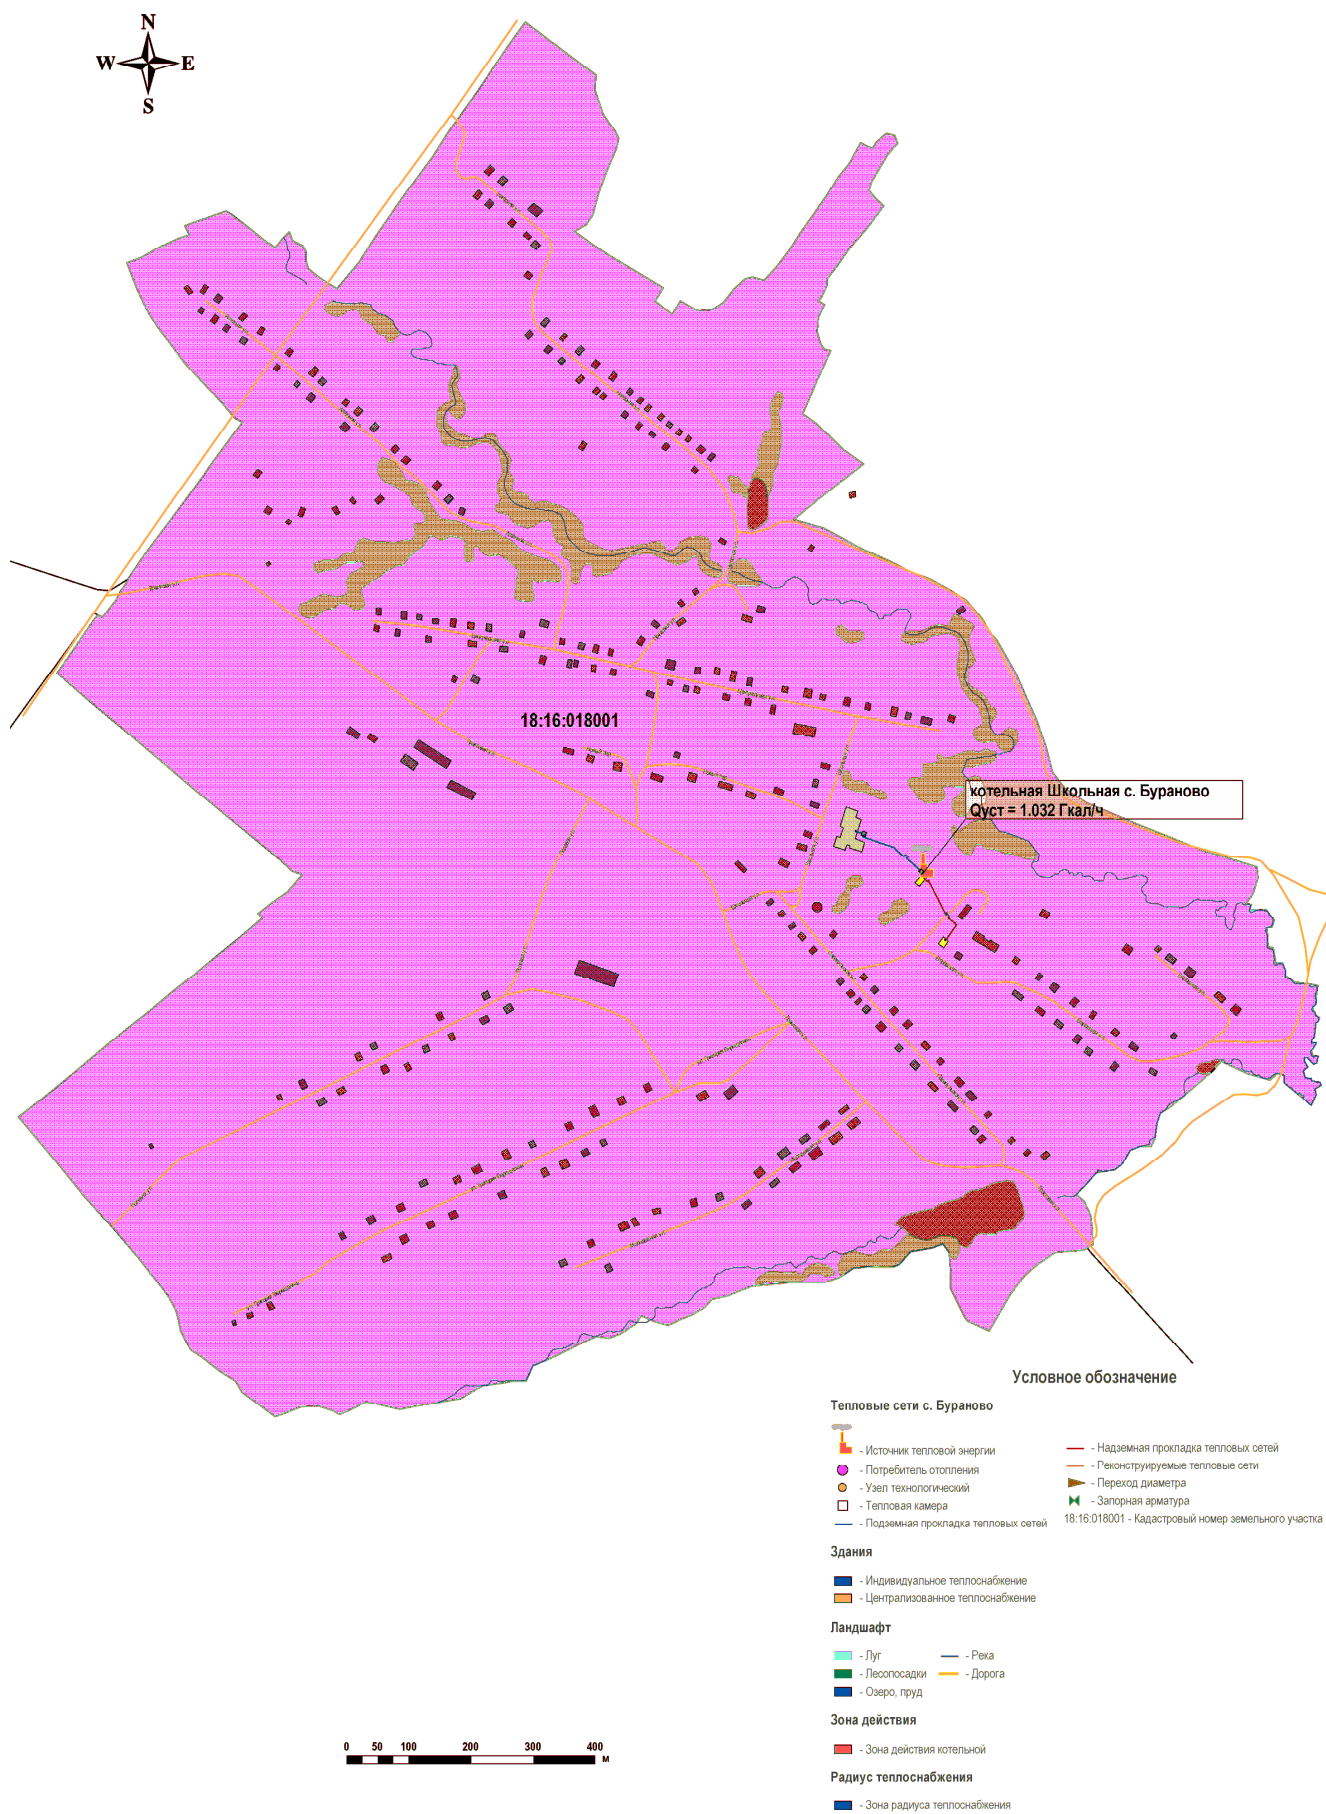 N
W E
S
18:16:018001
котельная Школьная с. Бураново
Qуст = 1.032 Гкал/ч
Условное обозначение
Тепловые сети с. Бураново
- Источник тепловой энергии
- Потребитель отопления
- Узел технологический
- Тепловая камера
- Подземная прокладка тепловых сетей
- Надземная прокладка тепловых сетей
- Реконструируемые тепловые сети
- Переход диаметра
- Запорная арматура
18:16:018001 - Кадастровый номер земельного участка
Здания
- Индивидуальное теплоснабжение
- Централизованное теплоснабжение
Ландшафт
- Луг
- Лесопосадки
- Озеро, пруд
- Река
- Дорога
Зона действия
- Зона действия котельной
Радиус теплоснабжения
- Зона радиуса теплоснабжения
0 50 100 200 300 400
м